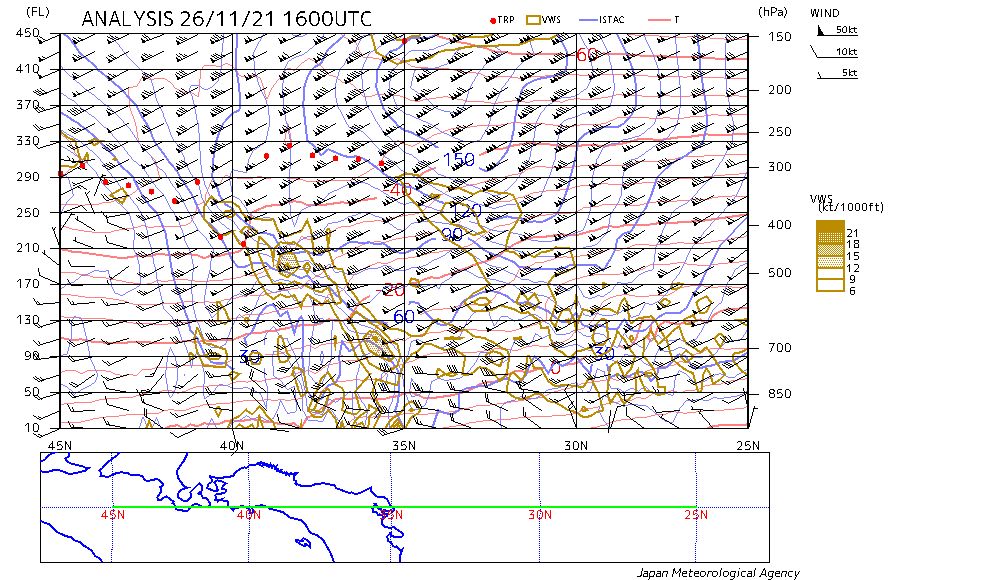 (FL) ANALYSIS 26/11/21 1600UTC TRP VWS ISTAC T (hPa) WIND
450 60 150 50kt
410 10kt
5kt
200
370
250
330
150 300
290 -40
120 VWS
250 (kt/1000ft)
90 400
210 21
18
15
500 12
170 -20 9
6
60
130
700
90 30 30
0
50 850
10
45N 40N 35N 30N 25N
45N 40N 35N 30N 25N
Japan Meteorological Agency